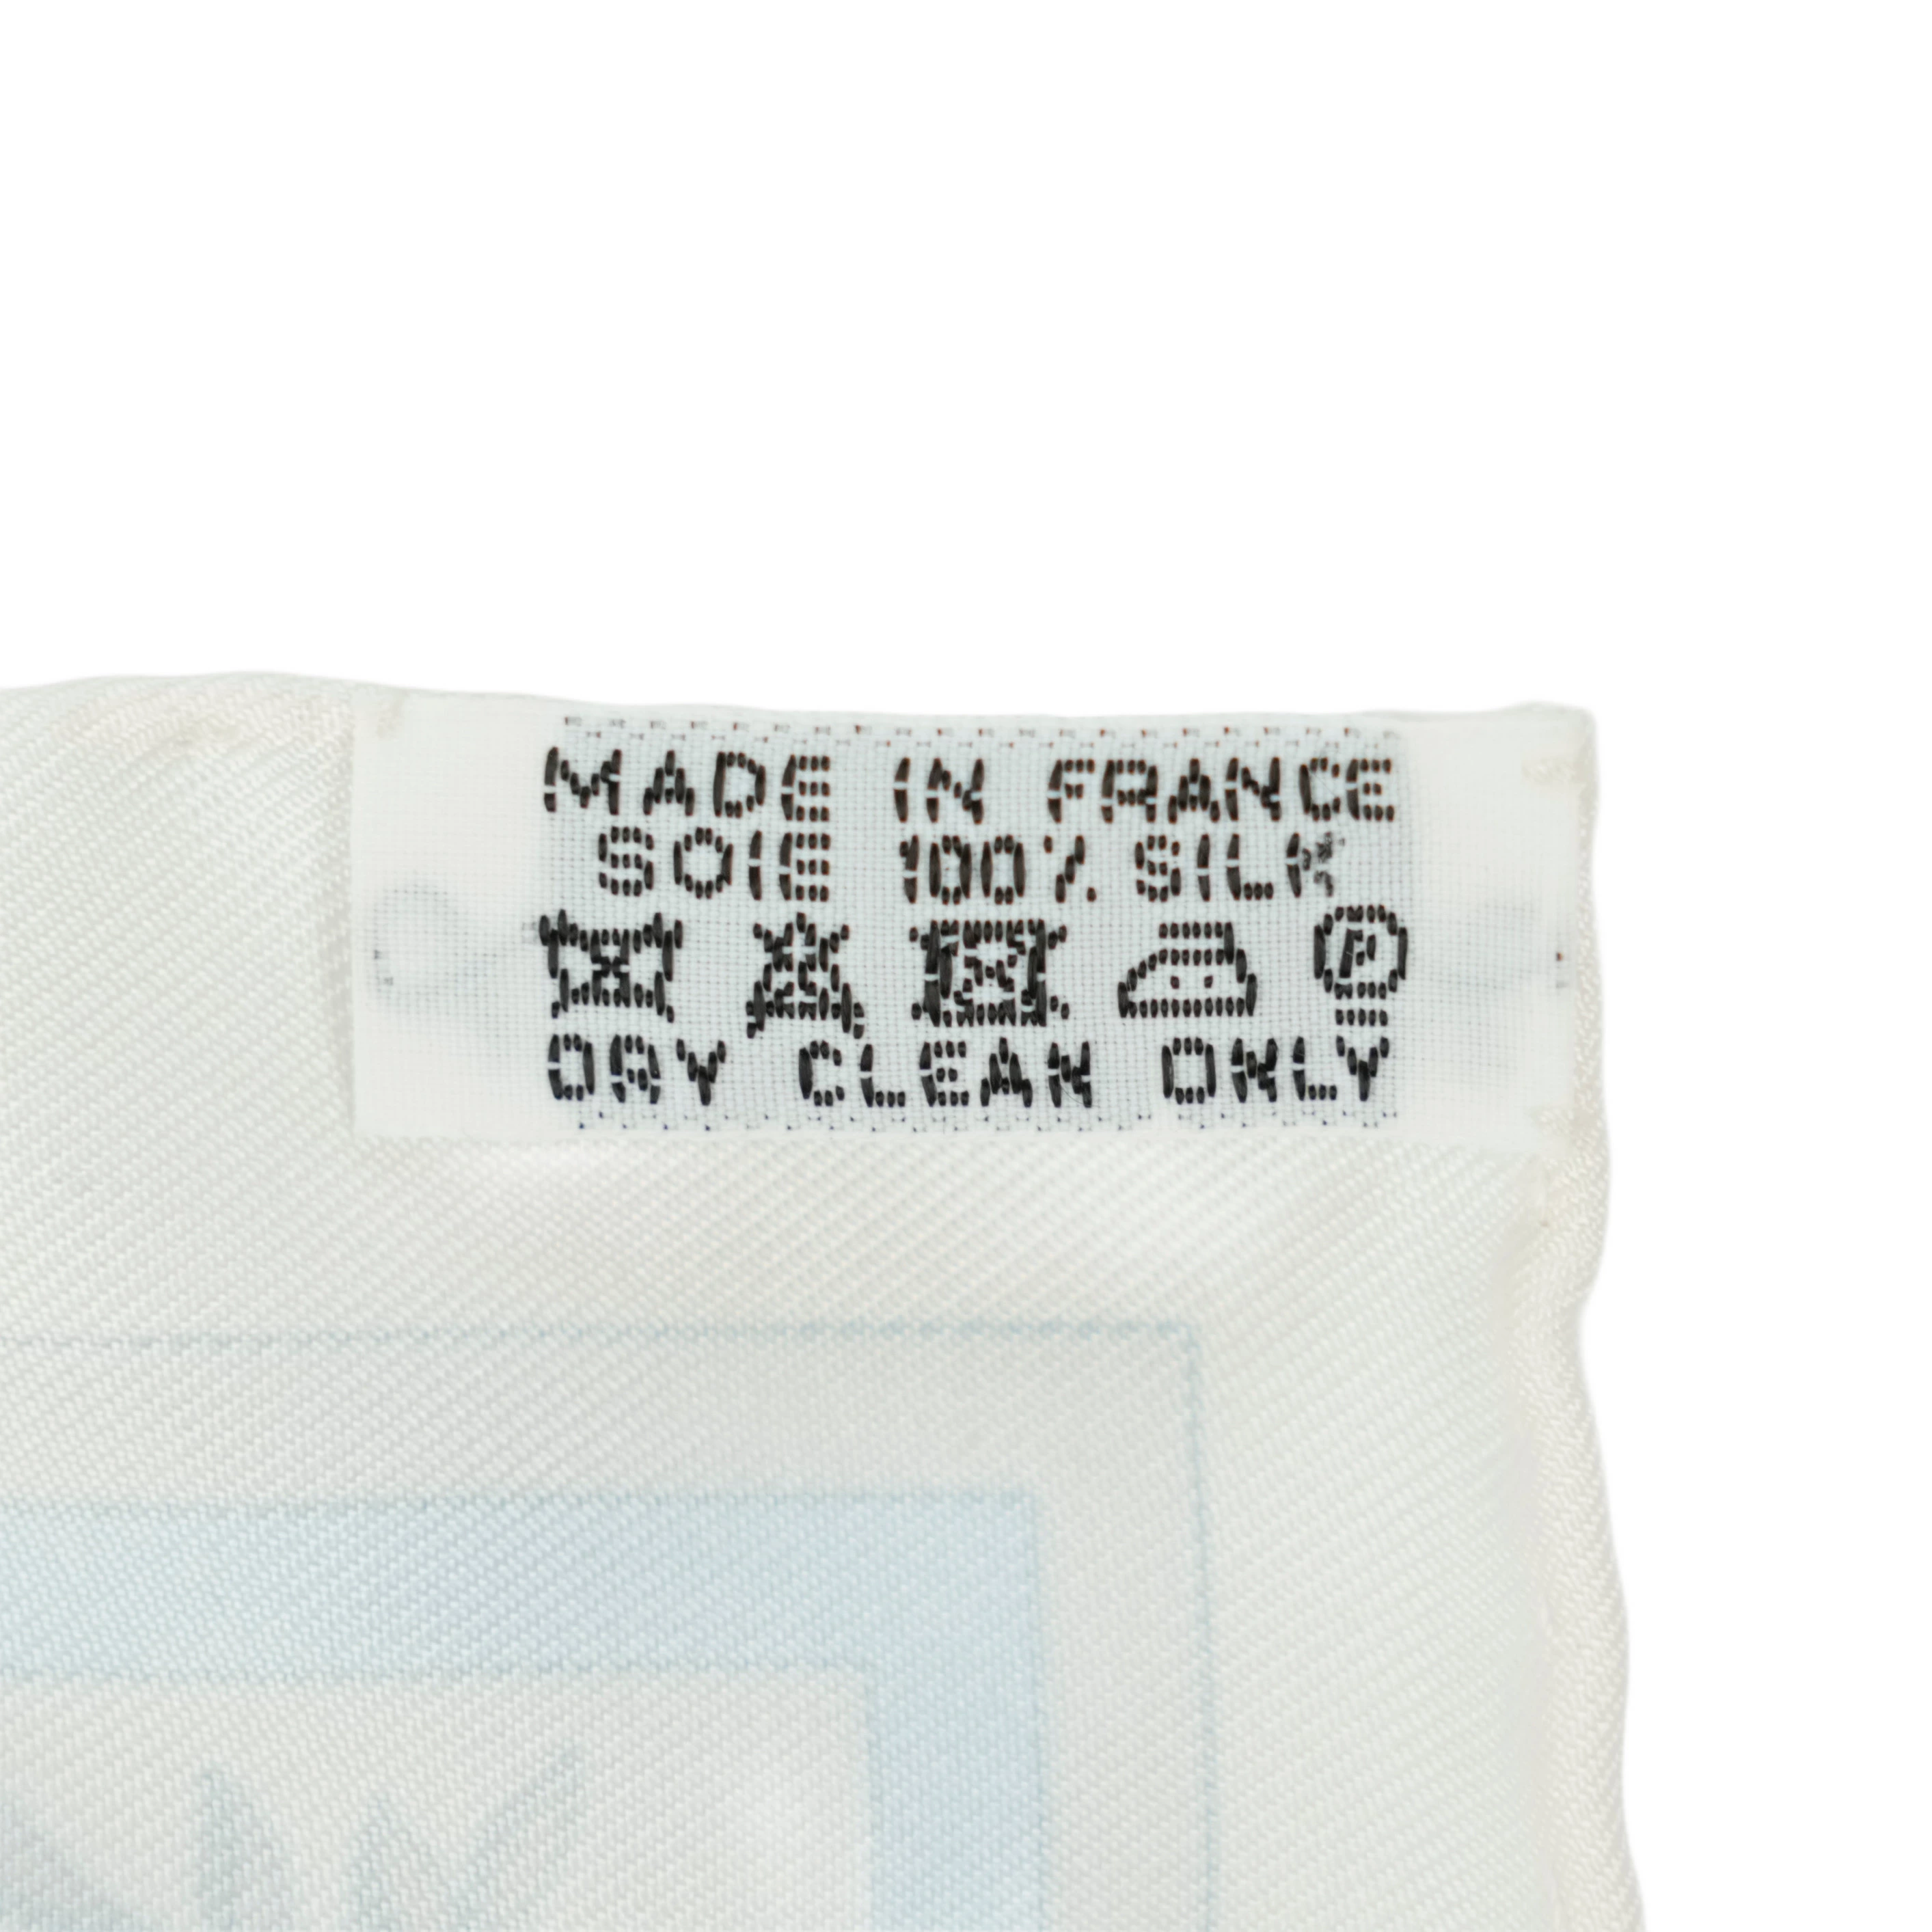 MADE IN FRANCE
SOIE 100% SILK
P
DRY CLEAN ONLY